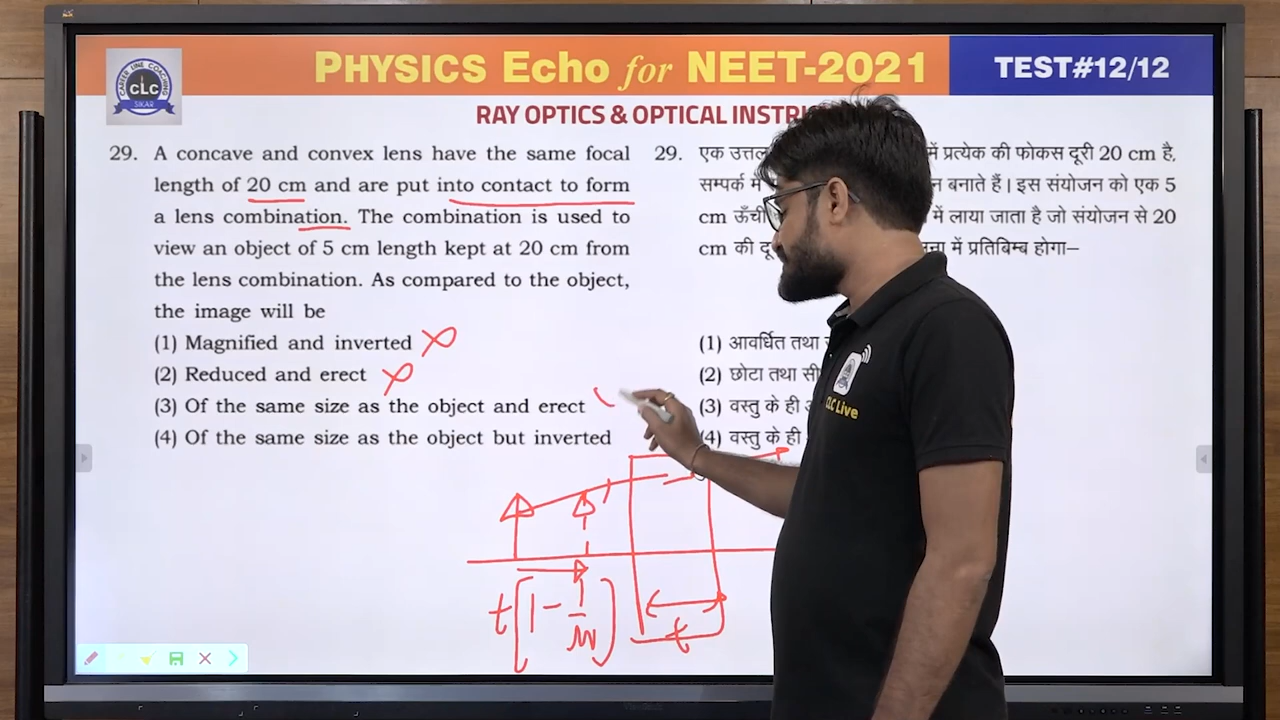 CAREER LINE COACHING
CLC
SIKAR
PHYSICS Echo for NEET-2021
TEST#12/12
RAY OPTICS & OPTICAL
29. A concave and convex lens have the same focal
length of 20 cm and are put into contact to form
a lens combination. The combination is used to
view an object of 5 cm length kept at 20 cm from
the lens combination. As compared to the object,
the image will be
(1) Magnified and inverted
(2) Reduced and erect
(3) Of the same size as the object and erect
(4) Of the same size as the object but inverted
29. एक में प्रत्येक की फोकस दूरी 20 cm है,
सम्पर्क बनाते हैं। इस संयोजन को एक 5
cm में लाया जाता है जो संयोजन से 20
cm की में प्रतिबिम्ब होगा–
(1) आवर्धित तथा
(2) छोटा तथा
(3) वस्तु के ही
(4) वस्तु के ही
t[1 - 1/μ]
t
CLC Live